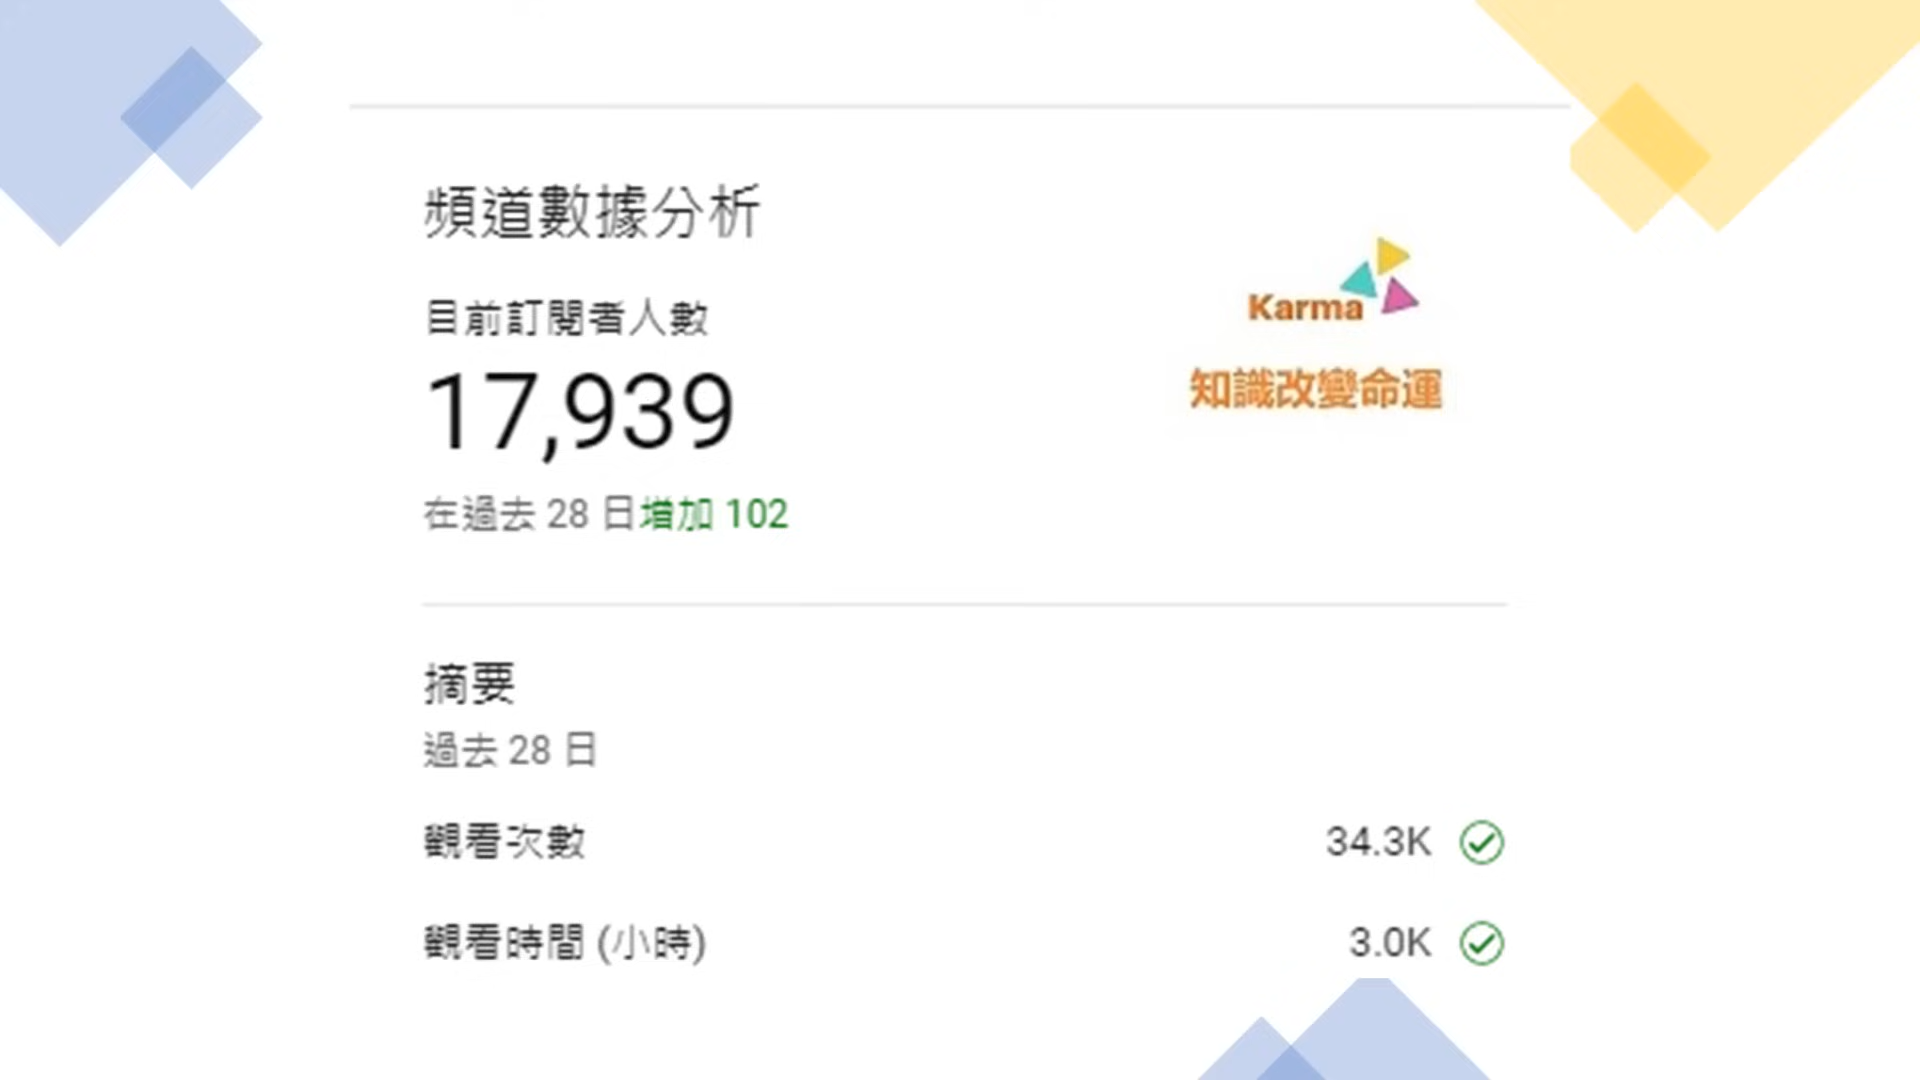 頻道數據分析
目前訂閱者人數
17,939
在過去 28 日增加 102
Karma
知識改變命運
摘要
過去 28 日
觀看次數 34.3K
觀看時間 (小時) 3.0K